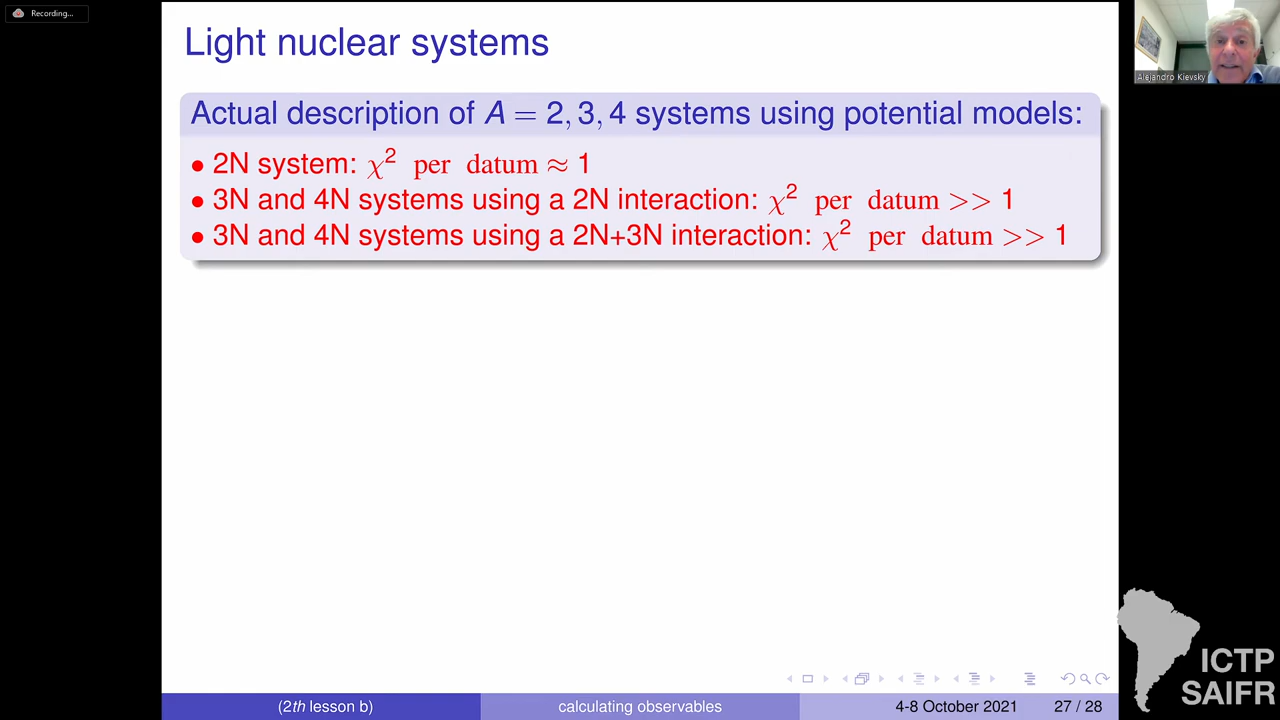 Recording...
Light nuclear systems
Alejandro Kievsky
Actual description of A = 2, 3, 4 systems using potential models:
• 2N system: χ² per datum ≈ 1
• 3N and 4N systems using a 2N interaction: χ² per datum >> 1
• 3N and 4N systems using a 2N+3N interaction: χ² per datum >> 1
ICTP
SAIFR
(2th lesson b) calculating observables 4-8 October 2021 27 / 28